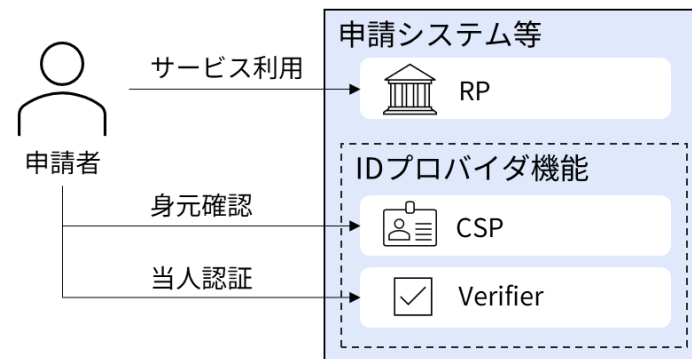 申請システム等
サービス利用
RP
申請者
IDプロバイダ機能
身元確認
CSP
当人認証
Verifier